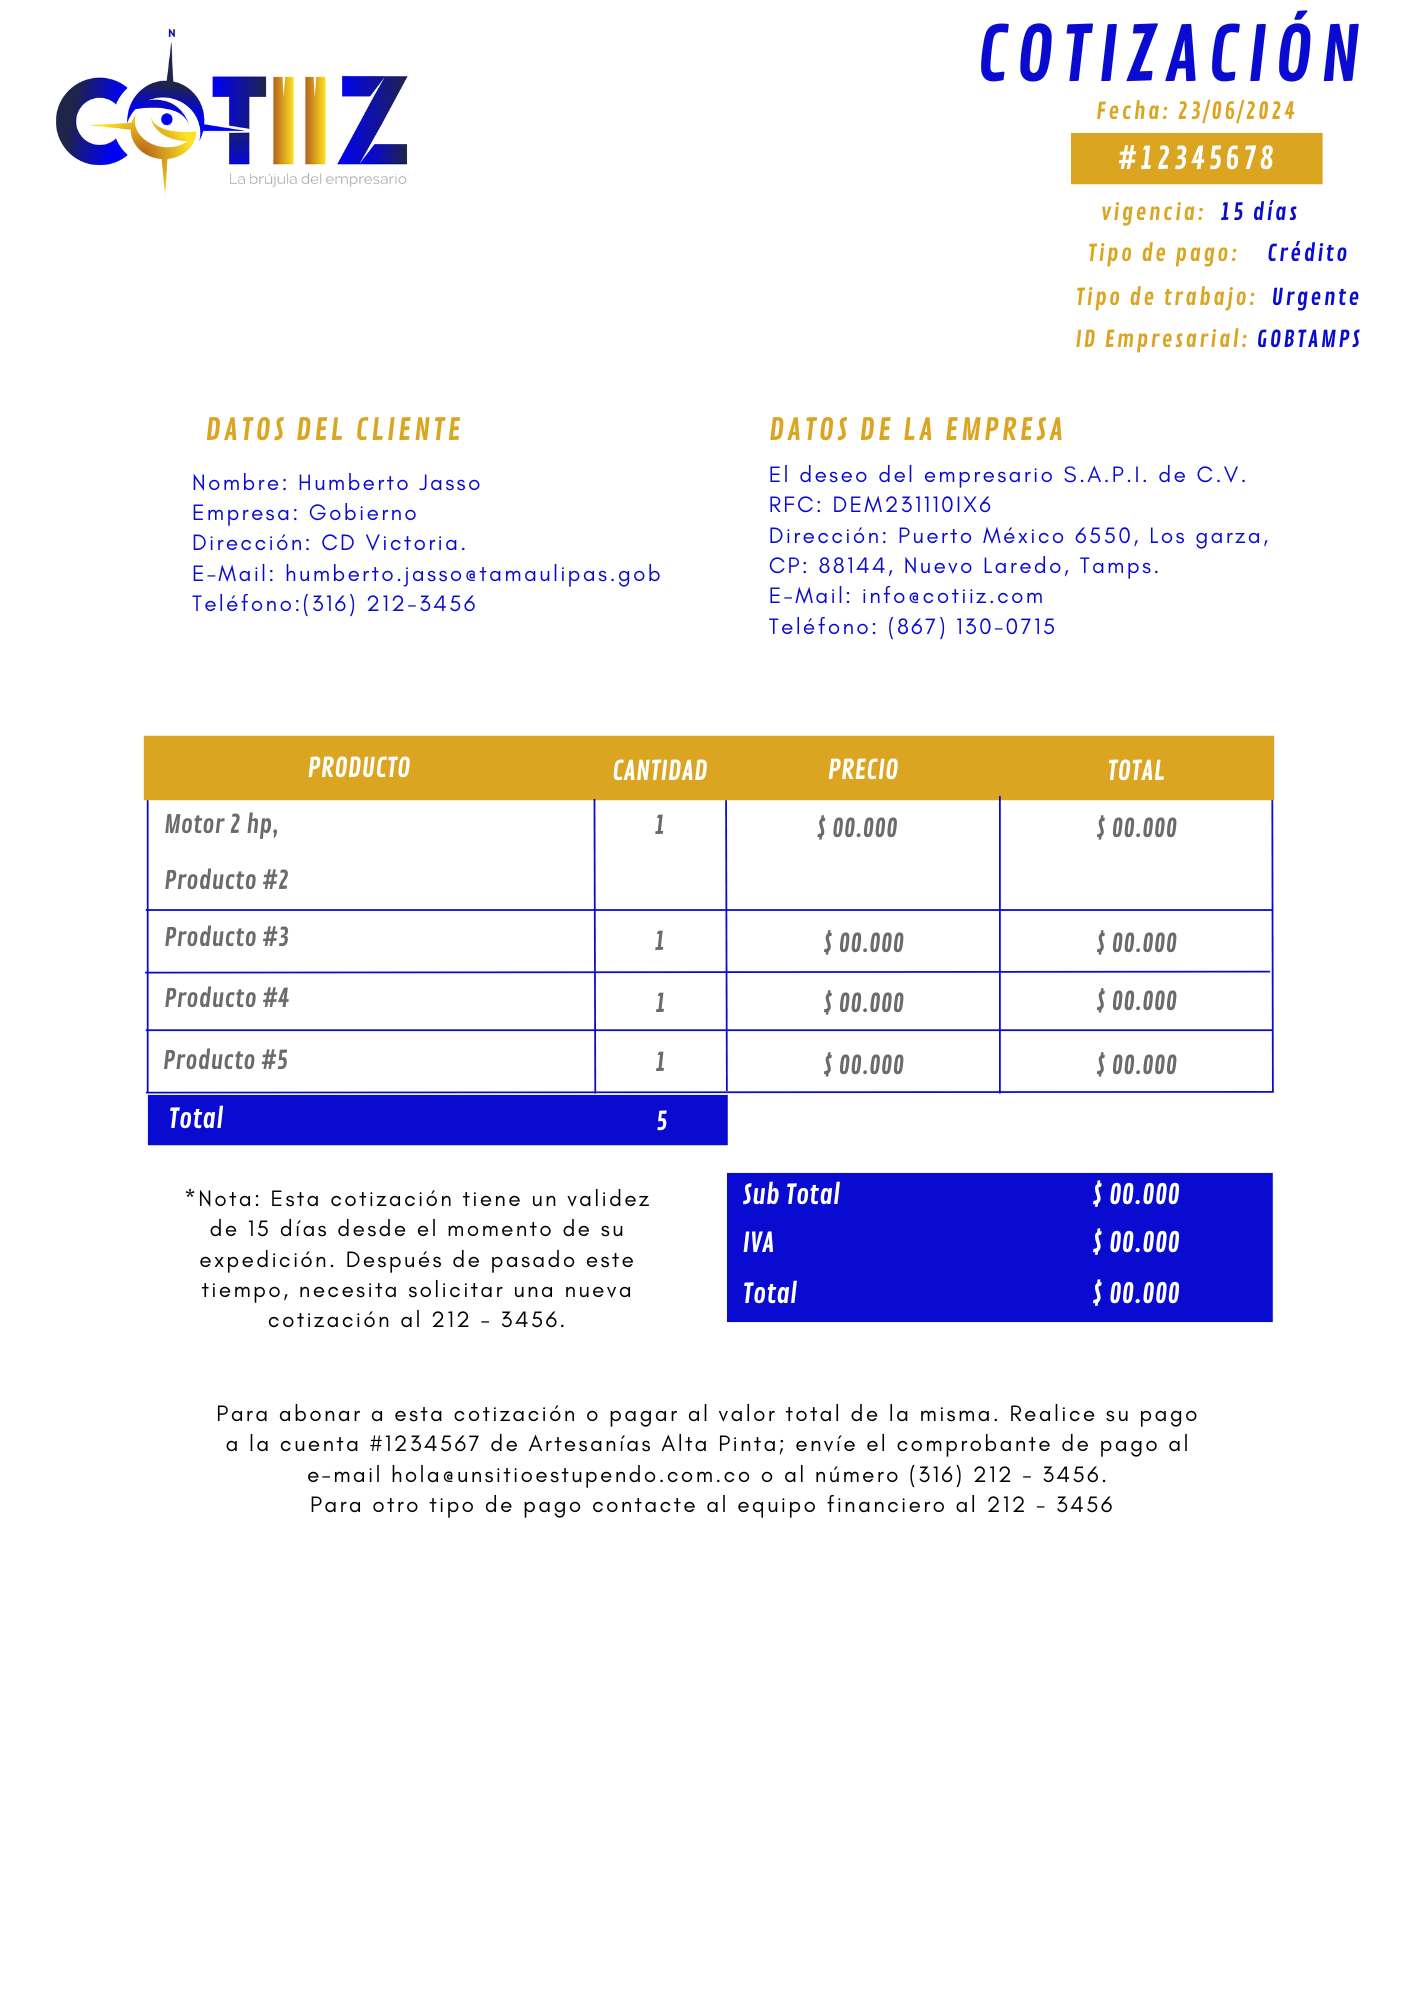 N
COTIIZ
La brújula del empresario
COTIZACIÓN
Fecha: 23/06/2024
#12345678
vigencia: 15 días
Tipo de pago: Crédito
Tipo de trabajo: Urgente
ID Empresarial: GOBTAMPS
DATOS DEL CLIENTE
Nombre: Humberto Jasso
Empresa: Gobierno
Dirección: CD Victoria.
E-Mail: humberto.jasso@tamaulipas.gob
Teléfono:(316) 212-3456
DATOS DE LA EMPRESA
El deseo del empresario S.A.P.I. de C.V.
RFC: DEM231110IX6
Dirección: Puerto México 6550, Los garza,
CP: 88144, Nuevo Laredo, Tamps.
E-Mail: info@cotiiz.com
Teléfono: (867) 130-0715
PRODUCTO CANTIDAD PRECIO TOTAL
Motor 2 hp, 1 $ 00.000 $ 00.000
Producto #2
Producto #3 1 $ 00.000 $ 00.000
Producto #4 1 $ 00.000 $ 00.000
Producto #5 1 $ 00.000 $ 00.000
Total 5
*Nota: Esta cotización tiene un validez
de 15 días desde el momento de su
expedición. Después de pasado este
tiempo, necesita solicitar una nueva
cotización al 212 - 3456.
Sub Total $ 00.000
IVA $ 00.000
Total $ 00.000
Para abonar a esta cotización o pagar al valor total de la misma. Realice su pago
a la cuenta #1234567 de Artesanías Alta Pinta; envíe el comprobante de pago al
e-mail hola@unsitioestupendo.com.co o al número (316) 212 - 3456.
Para otro tipo de pago contacte al equipo financiero al 212 - 3456